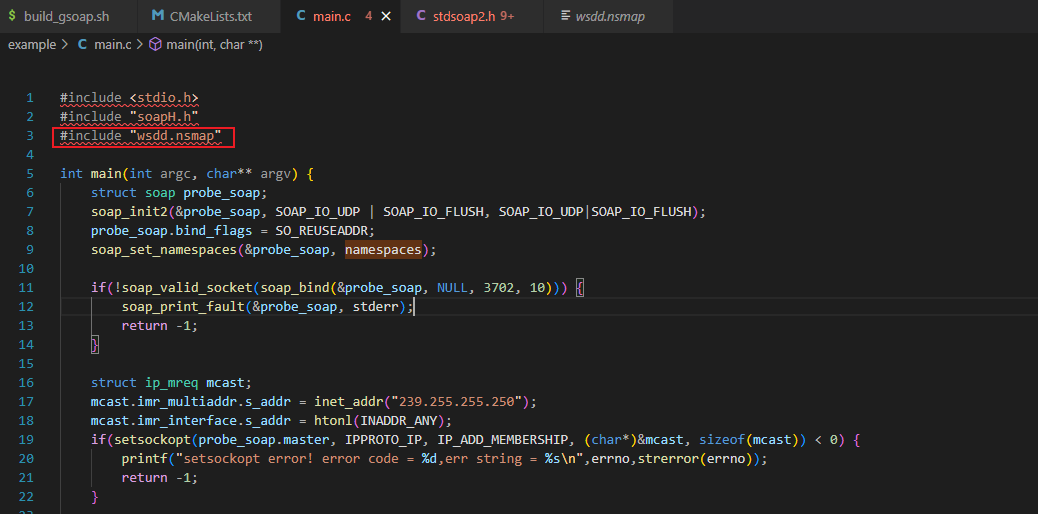 $ build_gsoap.sh M CMakeLists.txt C main.c 4 × C stdsoap2.h 9+ wsdd.nsmap
example > C main.c > main(int, char **)
1 #include <stdio.h>
2 #include "soapH.h"
3 #include "wsdd.nsmap"
4
5 int main(int argc, char** argv) {
6 struct soap probe_soap;
7 soap_init2(&probe_soap, SOAP_IO_UDP | SOAP_IO_FLUSH, SOAP_IO_UDP|SOAP_IO_FLUSH);
8 probe_soap.bind_flags = SO_REUSEADDR;
9 soap_set_namespaces(&probe_soap, namespaces);
10
11 if(!soap_valid_socket(soap_bind(&probe_soap, NULL, 3702, 10))) {
12 soap_print_fault(&probe_soap, stderr);
13 return -1;
14 }
15
16 struct ip_mreq mcast;
17 mcast.imr_multiaddr.s_addr = inet_addr("239.255.255.250");
18 mcast.imr_interface.s_addr = htonl(INADDR_ANY);
19 if(setsockopt(probe_soap.master, IPPROTO_IP, IP_ADD_MEMBERSHIP, (char*)&mcast, sizeof(mcast)) < 0) {
20 printf("setsockopt error! error code = %d,err string = %s\n",errno,strerror(errno));
21 return -1;
22 }
23